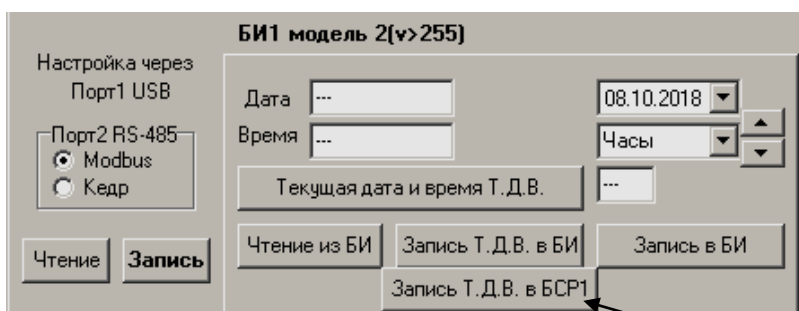 БИ1 модель 2(v>255)
Настройка через
Порт1 USB
Порт2 RS-485
Modbus
Кедр
Чтение Запись
Дата --- 08.10.2018
Время --- Часы
Текущая дата и время Т.Д.В. ---
Чтение из БИ Запись Т.Д.В. в БИ Запись в БИ
Запись Т.Д.В. в БСР1